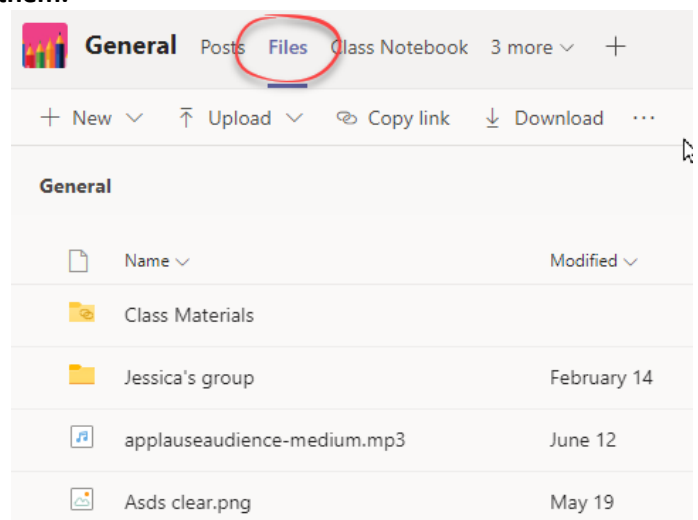 them.
General Posts Files Class Notebook 3 more +
+ New Upload Copy link Download ...
General
Name Modified
Class Materials
Jessica's group February 14
applauseaudience-medium.mp3 June 12
Asds clear.png May 19